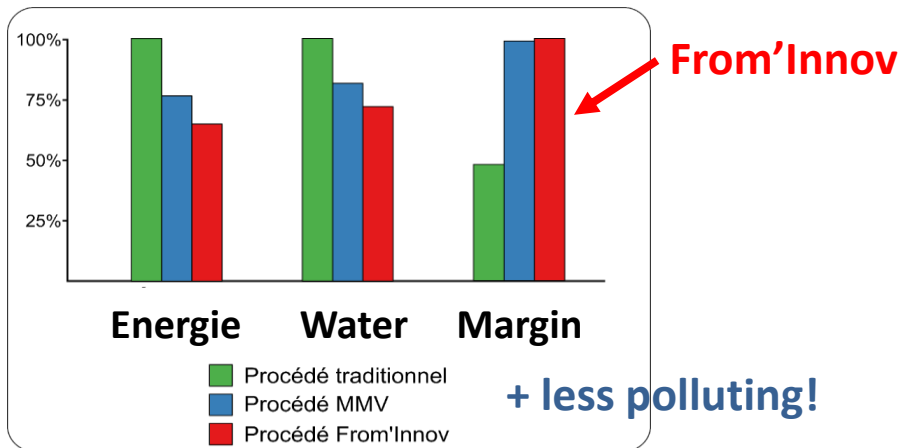 100%
75%
50%
25%
From’Innov
Energie Water Margin
Procédé traditionnel
Procédé MMV
Procédé From'Innov
+ less polluting!